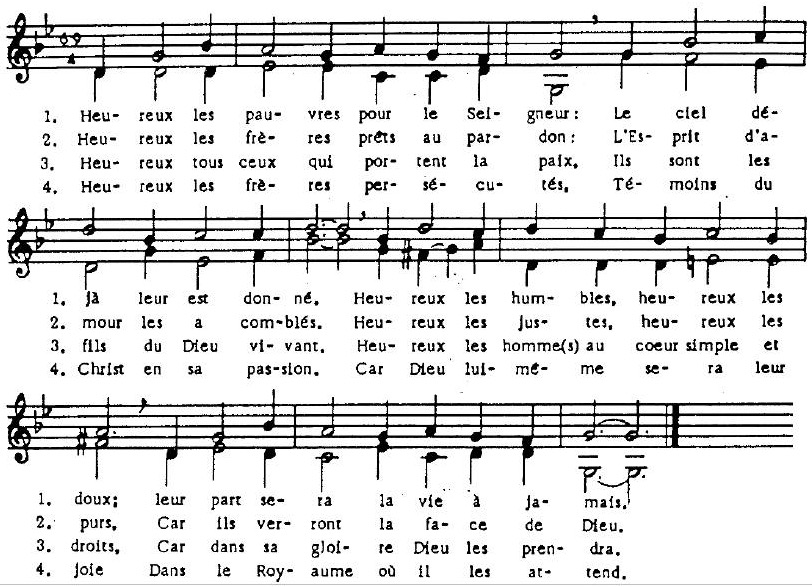 69
4
1. Heu- reux les pau- vres pour le Sei- gneur: Le ciel dé-
2. Heu- reux les frè- res prêts au par- don: L'Es- prit d'a-
3. Heu- reux tous ceux qui por- tent la paix, Ils sont les
4. Heu- reux les frè- res per- sé- cu- tés, Té- moins du
1. jà leur est don- né. Heu- reux les hum- bles, heu- reux les
2. mour les a com- blés. Heu- reux les jus- tes, heu- reux les
3. fils du Dieu vi- vant. Heu- reux les homme(s) au coeur simple et
4. Christ en sa pas- sion. Car Dieu lui- mê- me se- ra leur
1. doux; leur part se- ra la vie à ja- mais.
2. purs, Car ils ver- ront la fa- ce de Dieu.
3. droits, Car dans sa gloi- re Dieu les pren- dra.
4. joie Dans le Roy- aume où il les at- tend.